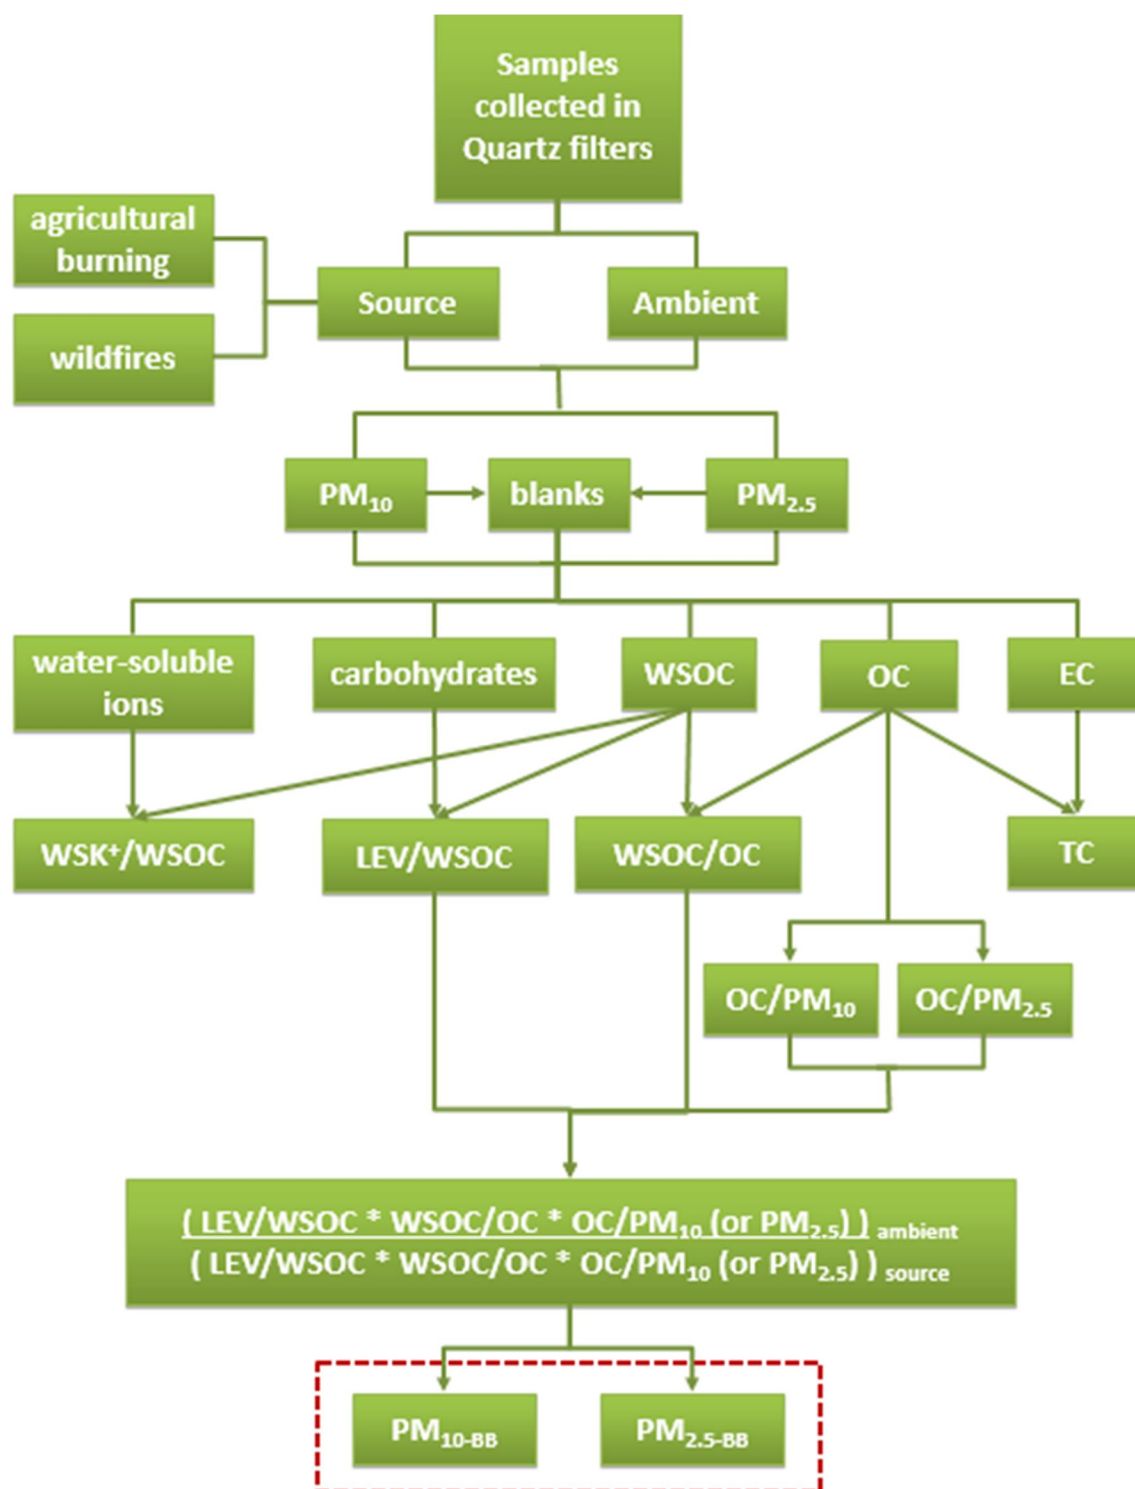 Samples
collected in
Quartz filters
agricultural
burning
Source
Ambient
wildfires
PM₁₀
blanks
PM₂.₅
water-soluble
ions
carbohydrates
WSOC
OC
EC
WSK⁺/WSOC
LEV/WSOC
WSOC/OC
TC
OC/PM₁₀
OC/PM₂.₅
( LEV/WSOC * WSOC/OC * OC/PM₁₀ (or PM₂.₅) ) ambient
( LEV/WSOC * WSOC/OC * OC/PM₁₀ (or PM₂.₅) ) source
PM₁₀-BB
PM₂.₅-BB